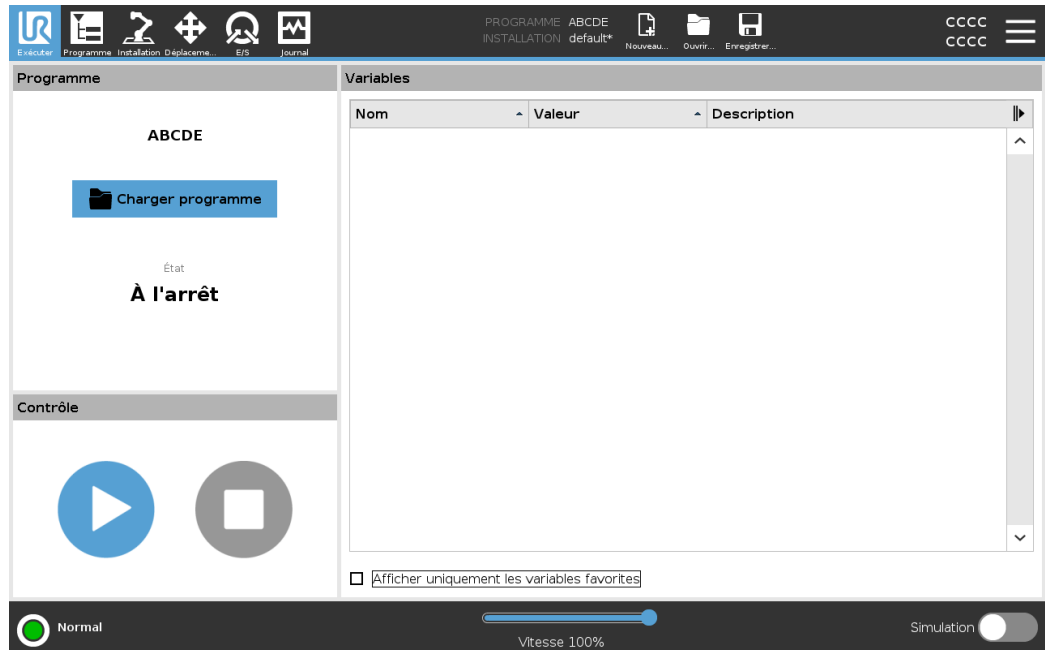 PROGRAMME ABCDE
INSTALLATION default*
cccc
cccc
Exécuter
Programme
Installation
Déplaceme...
E/S
Journal
Nouveau...
Ouvrir...
Enregistrer...
Programme
ABCDE
Charger programme
État
À l'arrêt
Contrôle
Variables
Nom
Valeur
Description
Afficher uniquement les variables favorites
Normal
Vitesse 100%
Simulation